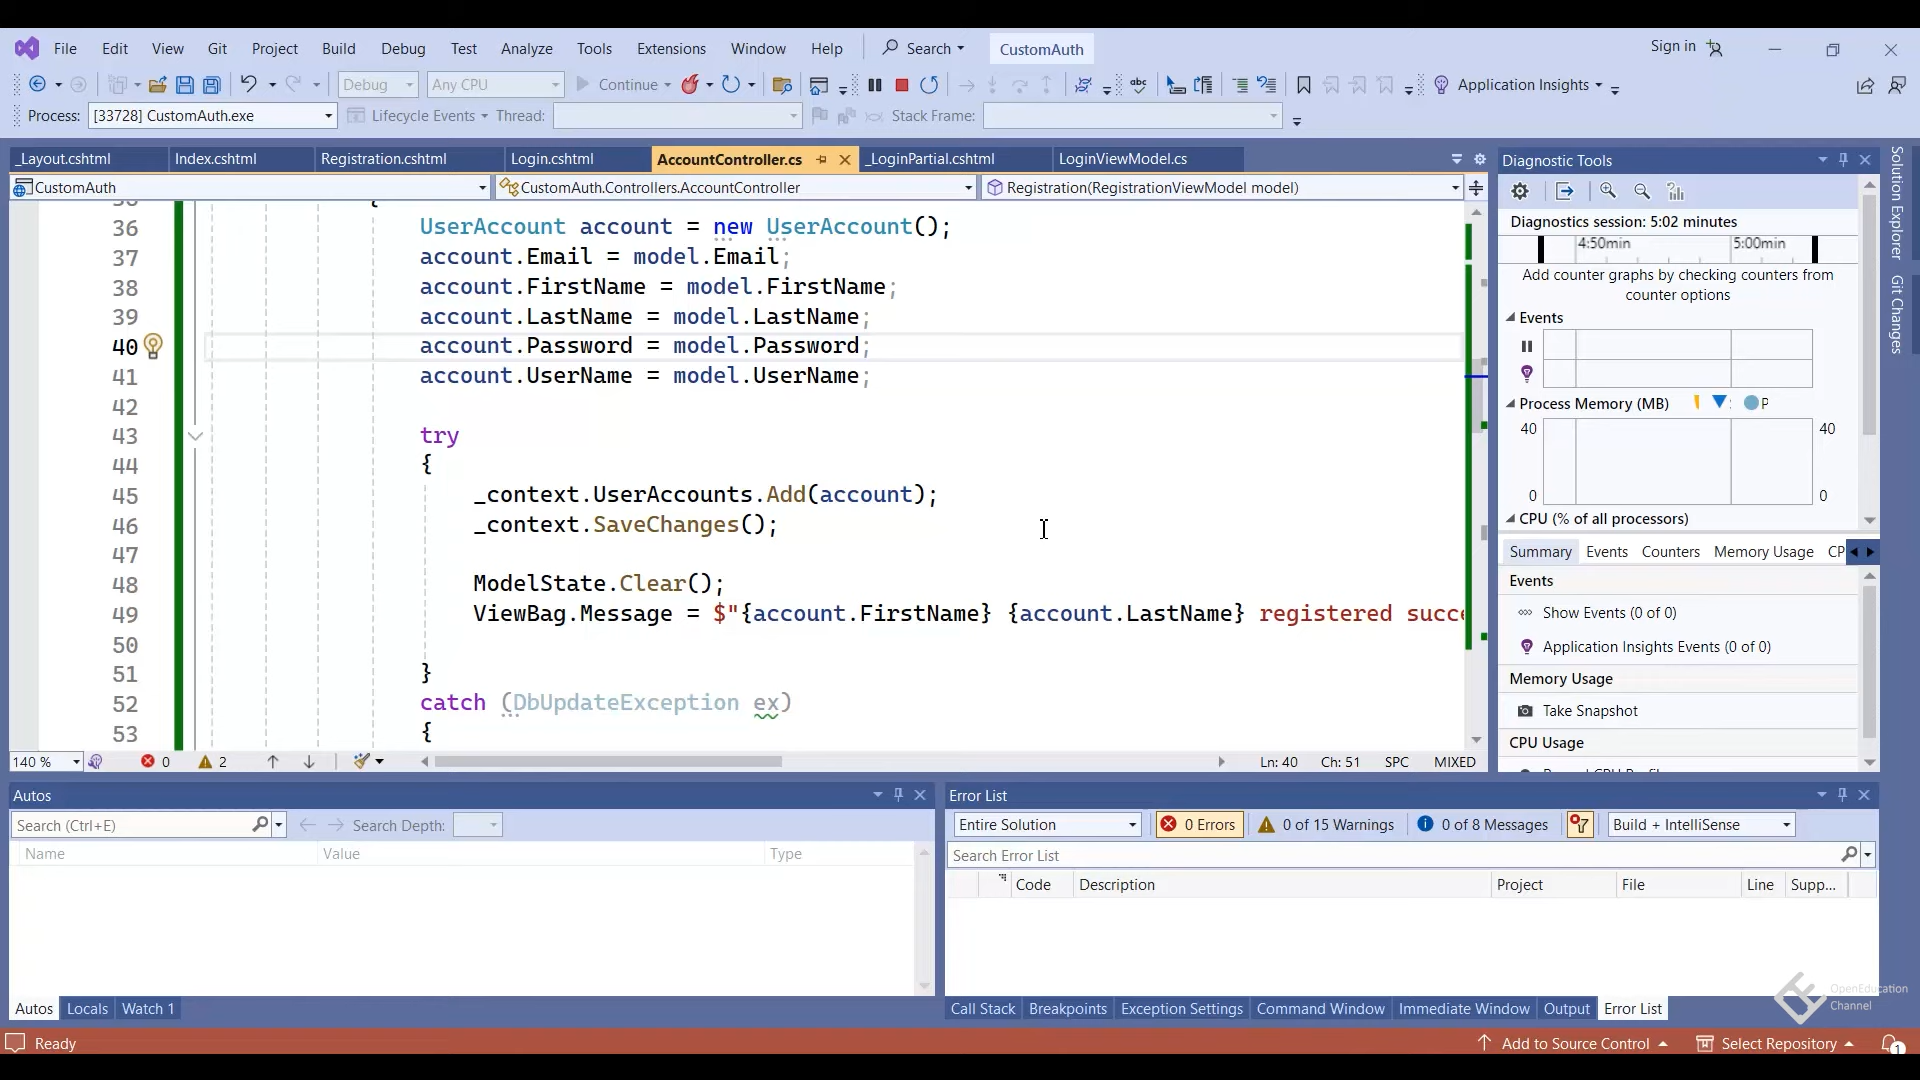 File Edit View Git Project Build Debug Test Analyze Tools Extensions Window Help Search CustomAuth Sign in
Debug Any CPU Continue Application Insights
Process: [33728] CustomAuth.exe Lifecycle Events Thread: Stack Frame:
_Layout.cshtml Index.cshtml Registration.cshtml Login.cshtml AccountController.cs _LoginPartial.cshtml LoginViewModel.cs
CustomAuth CustomAuth.Controllers.AccountController Registration(RegistrationViewModel model)
{
36 UserAccount account = new UserAccount();
37 account.Email = model.Email;
38 account.FirstName = model.FirstName;
39 account.LastName = model.LastName;
40 account.Password = model.Password;
41 account.UserName = model.UserName;
42
43 try
44 {
45 _context.UserAccounts.Add(account);
46 _context.SaveChanges();
47
48 ModelState.Clear();
49 ViewBag.Message = $"{account.FirstName} {account.LastName} registered succe
50
51 }
52 catch (DbUpdateException ex)
53 {
140 % 0 2 Ln: 40 Ch: 51 SPC MIXED
Diagnostic Tools
Diagnostics session: 5:02 minutes
4:50min 5:00min
Add counter graphs by checking counters from
counter options
Events
Process Memory (MB) P
40 40
0 0
CPU (% of all processors)
Summary Events Counters Memory Usage CP
Events
Show Events (0 of 0)
Application Insights Events (0 of 0)
Memory Usage
Take Snapshot
CPU Usage
Solution Explorer
Git Changes
Autos
Search (Ctrl+E) Search Depth:
Name Value Type
Autos Locals Watch 1
Error List
Entire Solution 0 Errors 0 of 15 Warnings 0 of 8 Messages Build + IntelliSense
Search Error List
Code Description Project File Line Supp...
OpenEducation
Channel
Call Stack Breakpoints Exception Settings Command Window Immediate Window Output Error List
Ready Add to Source Control Select Repository 1